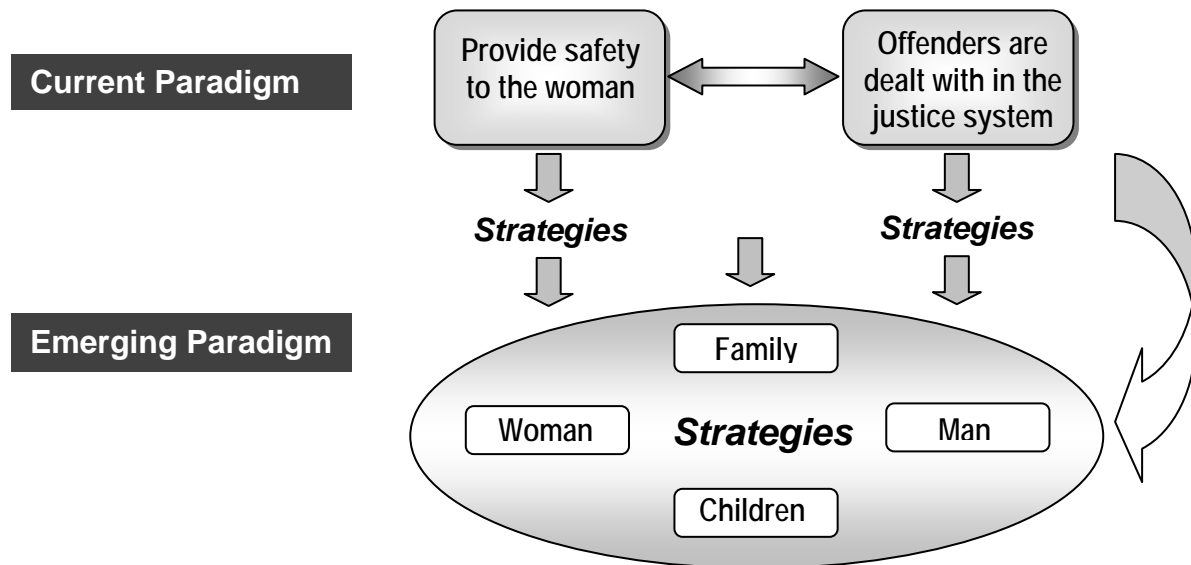 Current Paradigm
Provide safety
to the woman
Offenders are
dealt with in the
justice system
Strategies
Strategies
Emerging Paradigm
Family
Woman
Strategies
Man
Children